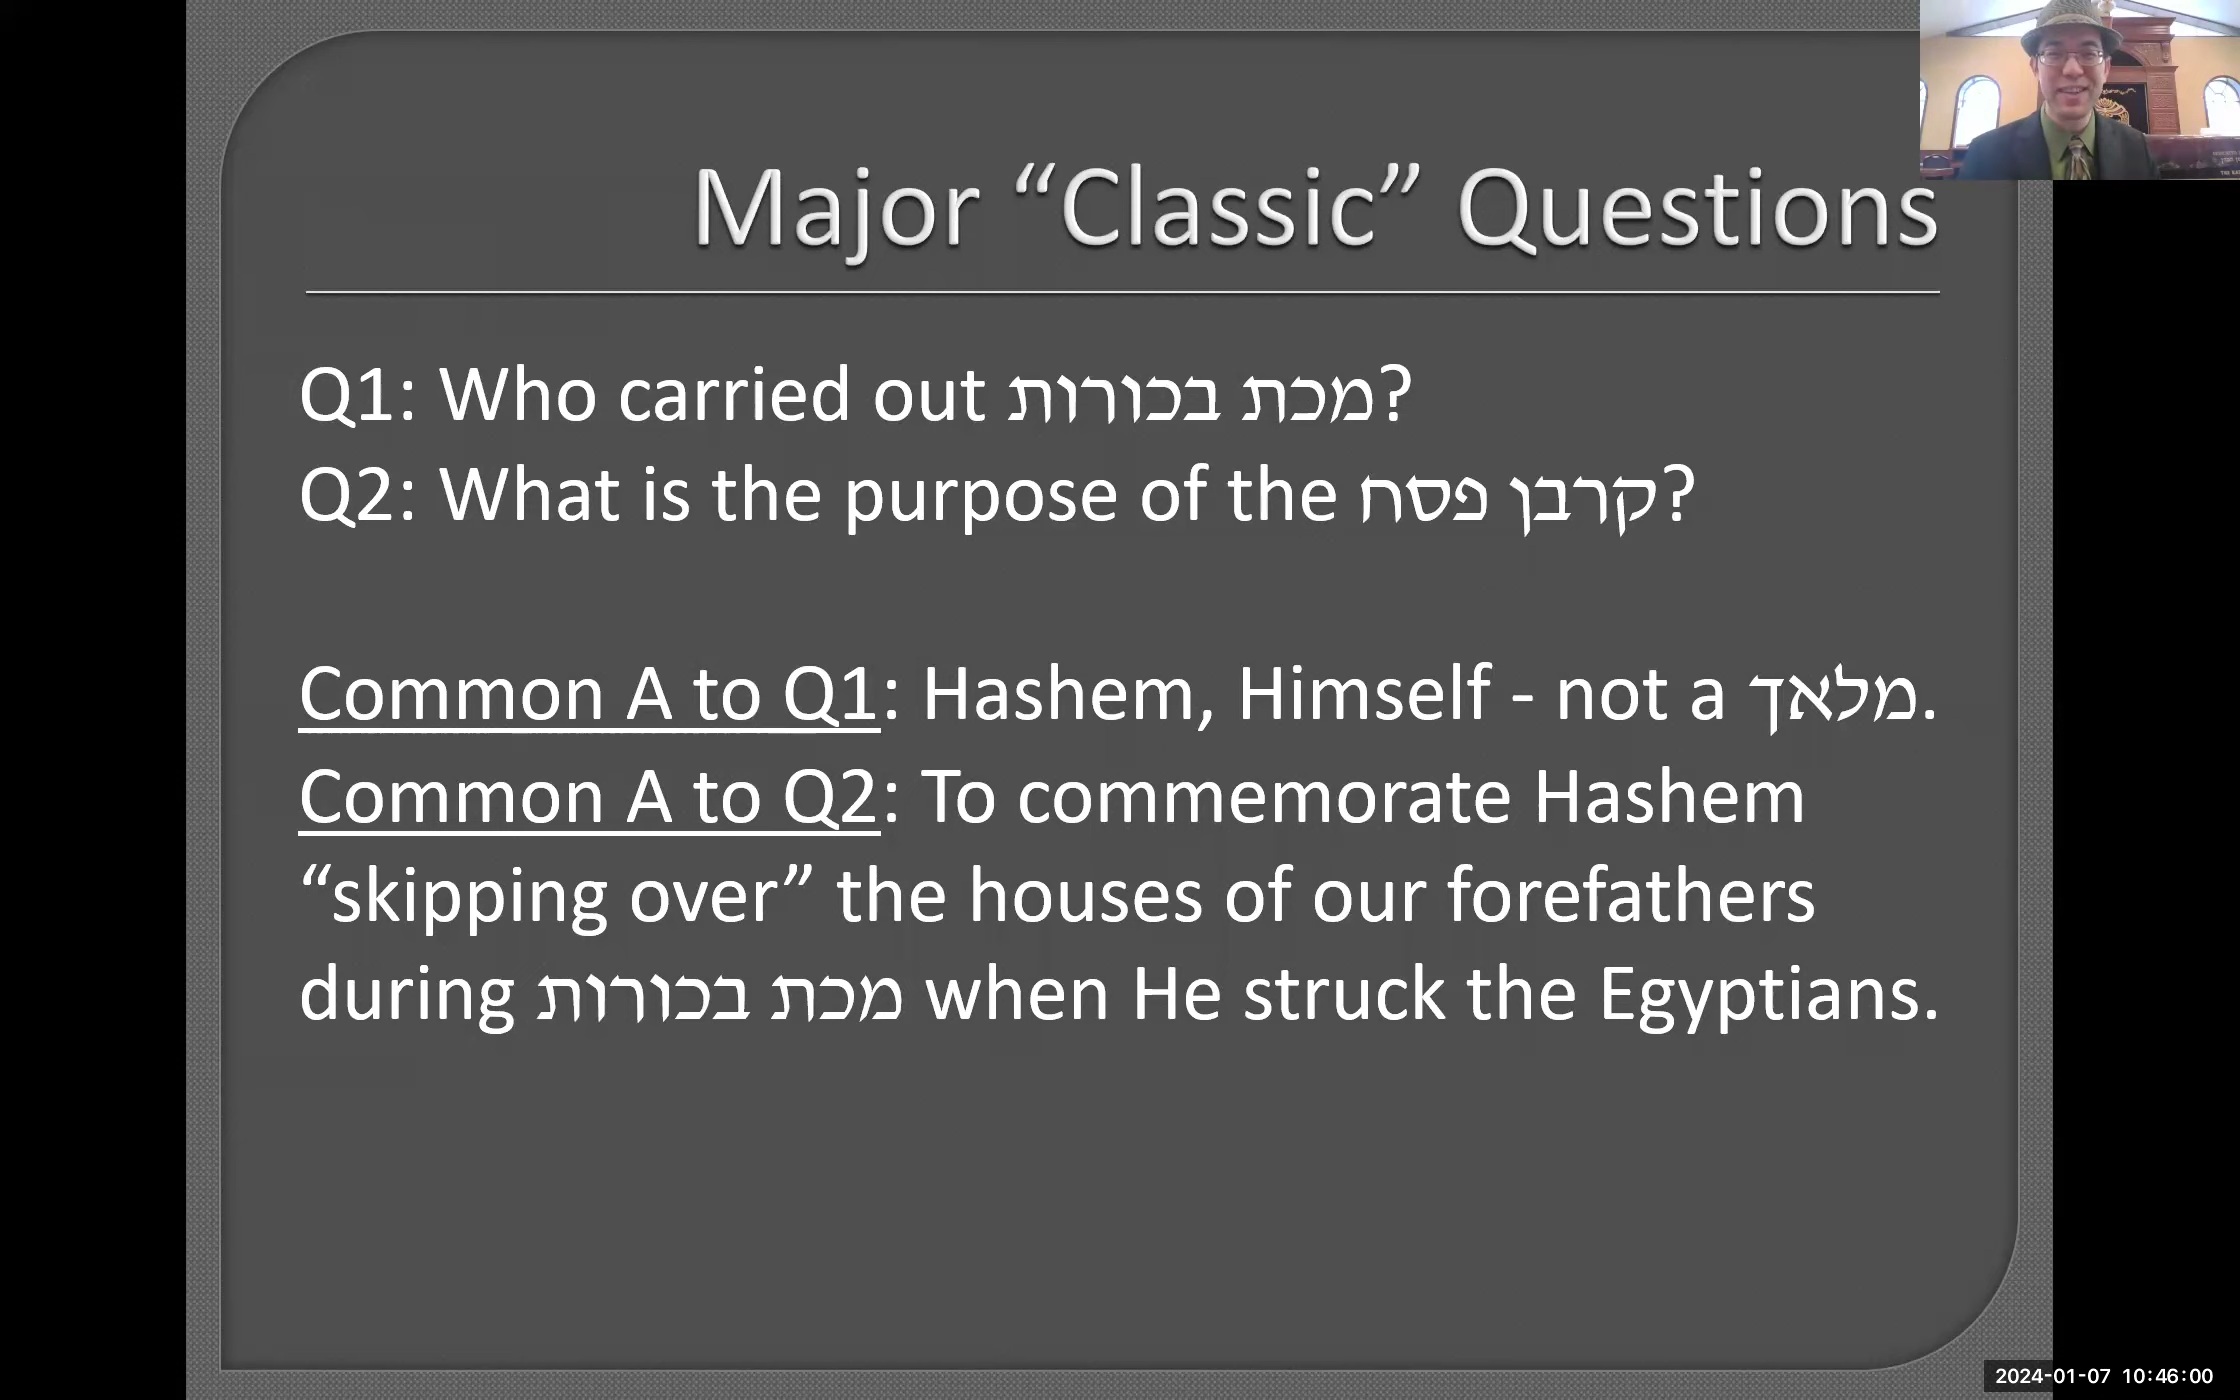 Major “Classic” Questions
Q1: Who carried out מכת בכורות?
Q2: What is the purpose of the קרבן פסח?
Common A to Q1: Hashem, Himself - not a מלאך.
Common A to Q2: To commemorate Hashem
“skipping over” the houses of our forefathers
during מכת בכורות when He struck the Egyptians.
2024-01-07 10:46:00